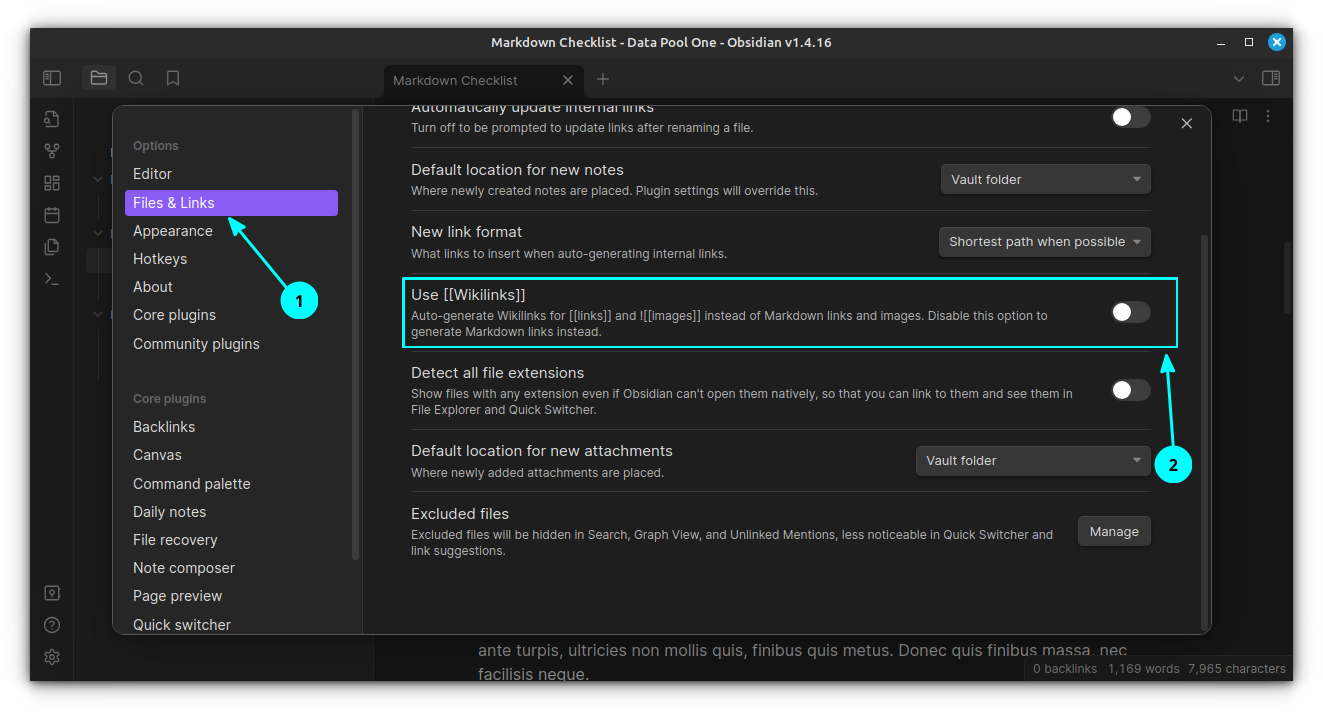 Markdown Checklist - Data Pool One - Obsidian v1.4.16
Markdown Checklist
Options
Editor
Files & Links
Appearance
Hotkeys
About
Core plugins
Community plugins
Core plugins
Backlinks
Canvas
Command palette
Daily notes
File recovery
Note composer
Page preview
Quick switcher
1
Automatically update internal links
Turn off to be prompted to update links after renaming a file.
Default location for new notes
Where newly created notes are placed. Plugin settings will override this.
Vault folder
New link format
What links to insert when auto-generating internal links.
Shortest path when possible
Use [[Wikilinks]]
Auto-generate Wikilinks for [[links]] and ![[images]] instead of Markdown links and images. Disable this option to
generate Markdown links instead.
Detect all file extensions
Show files with any extension even if Obsidian can't open them natively, so that you can link to them and see them in
File Explorer and Quick Switcher.
Default location for new attachments
Where newly added attachments are placed.
Vault folder
2
Excluded files
Excluded files will be hidden in Search, Graph View, and Unlinked Mentions, less noticeable in Quick Switcher and
link suggestions.
Manage
ante turpis, ultricies non mollis quis, finibus quis metus. Donec quis finibus massa, nec
facilisis neque.
0 backlinks 1,169 words 7,965 characters